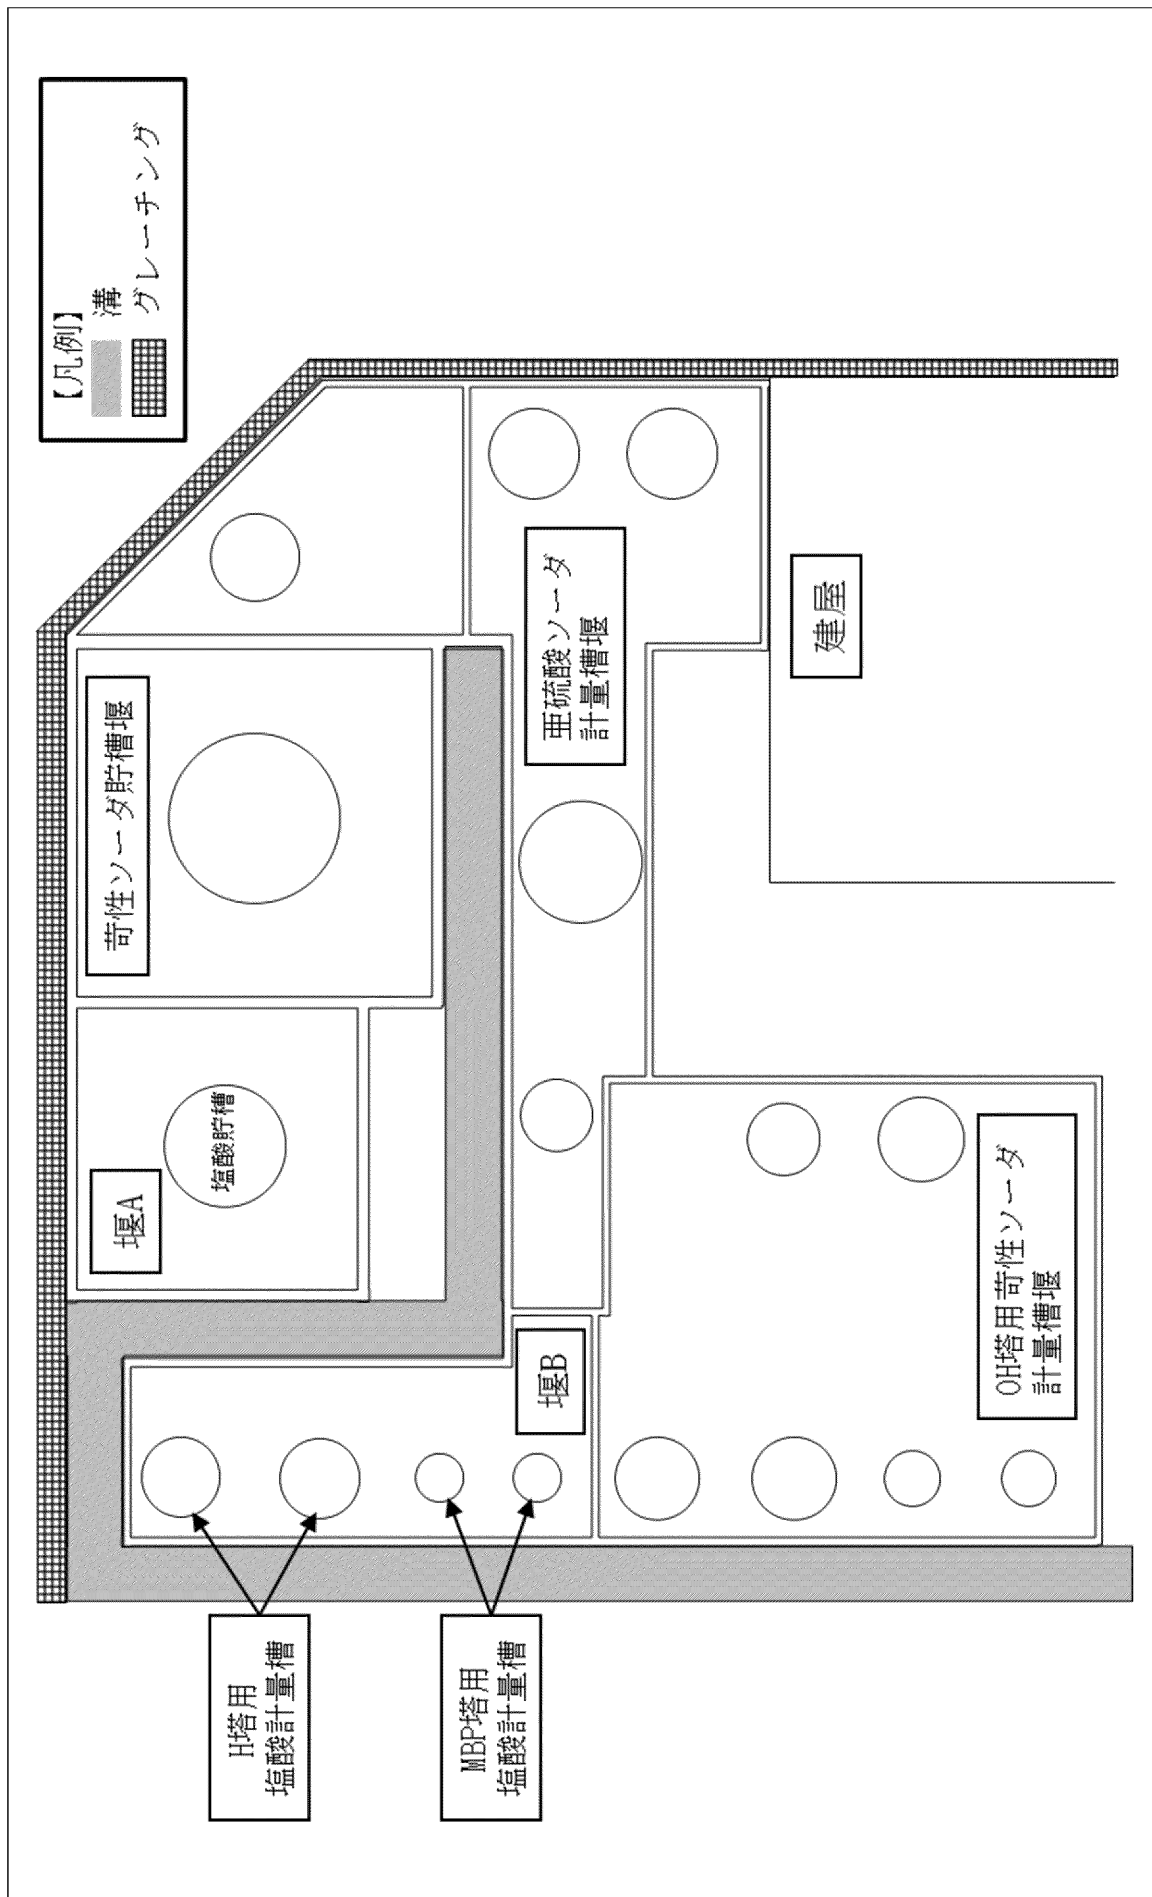 【凡例】
溝
グレーチング
H塔用
塩酸計量槽
MBP塔用
塩酸計量槽
堰A
塩酸貯槽
苛性ソーダ貯槽堰
堰B
亜硫酸ソーダ
計量槽堰
OH塔用苛性ソーダ
計量槽堰
建屋